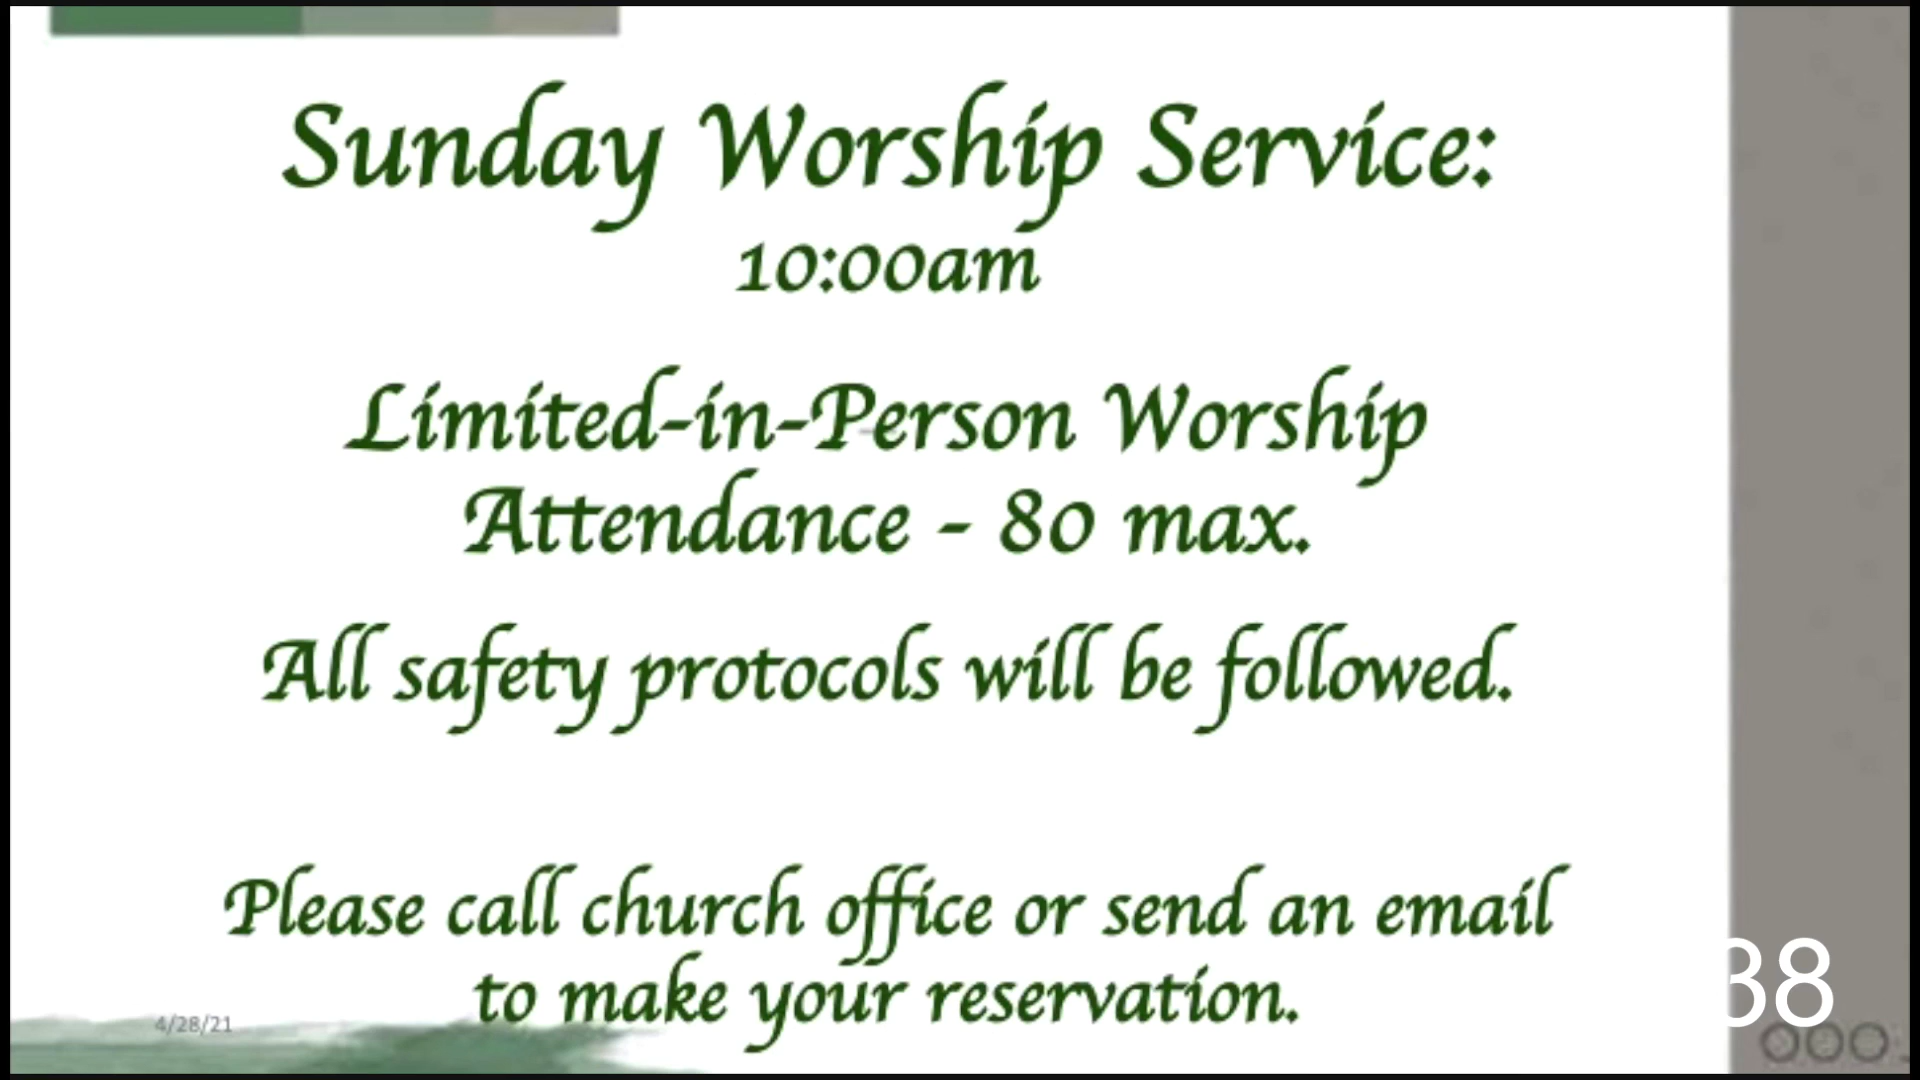 Sunday Worship Service:
10:00am
Limited-in-Person Worship
Attendance - 80 max.
All safety protocols will be followed.
Please call church office or send an email
to make your reservation.
4/28/21
38